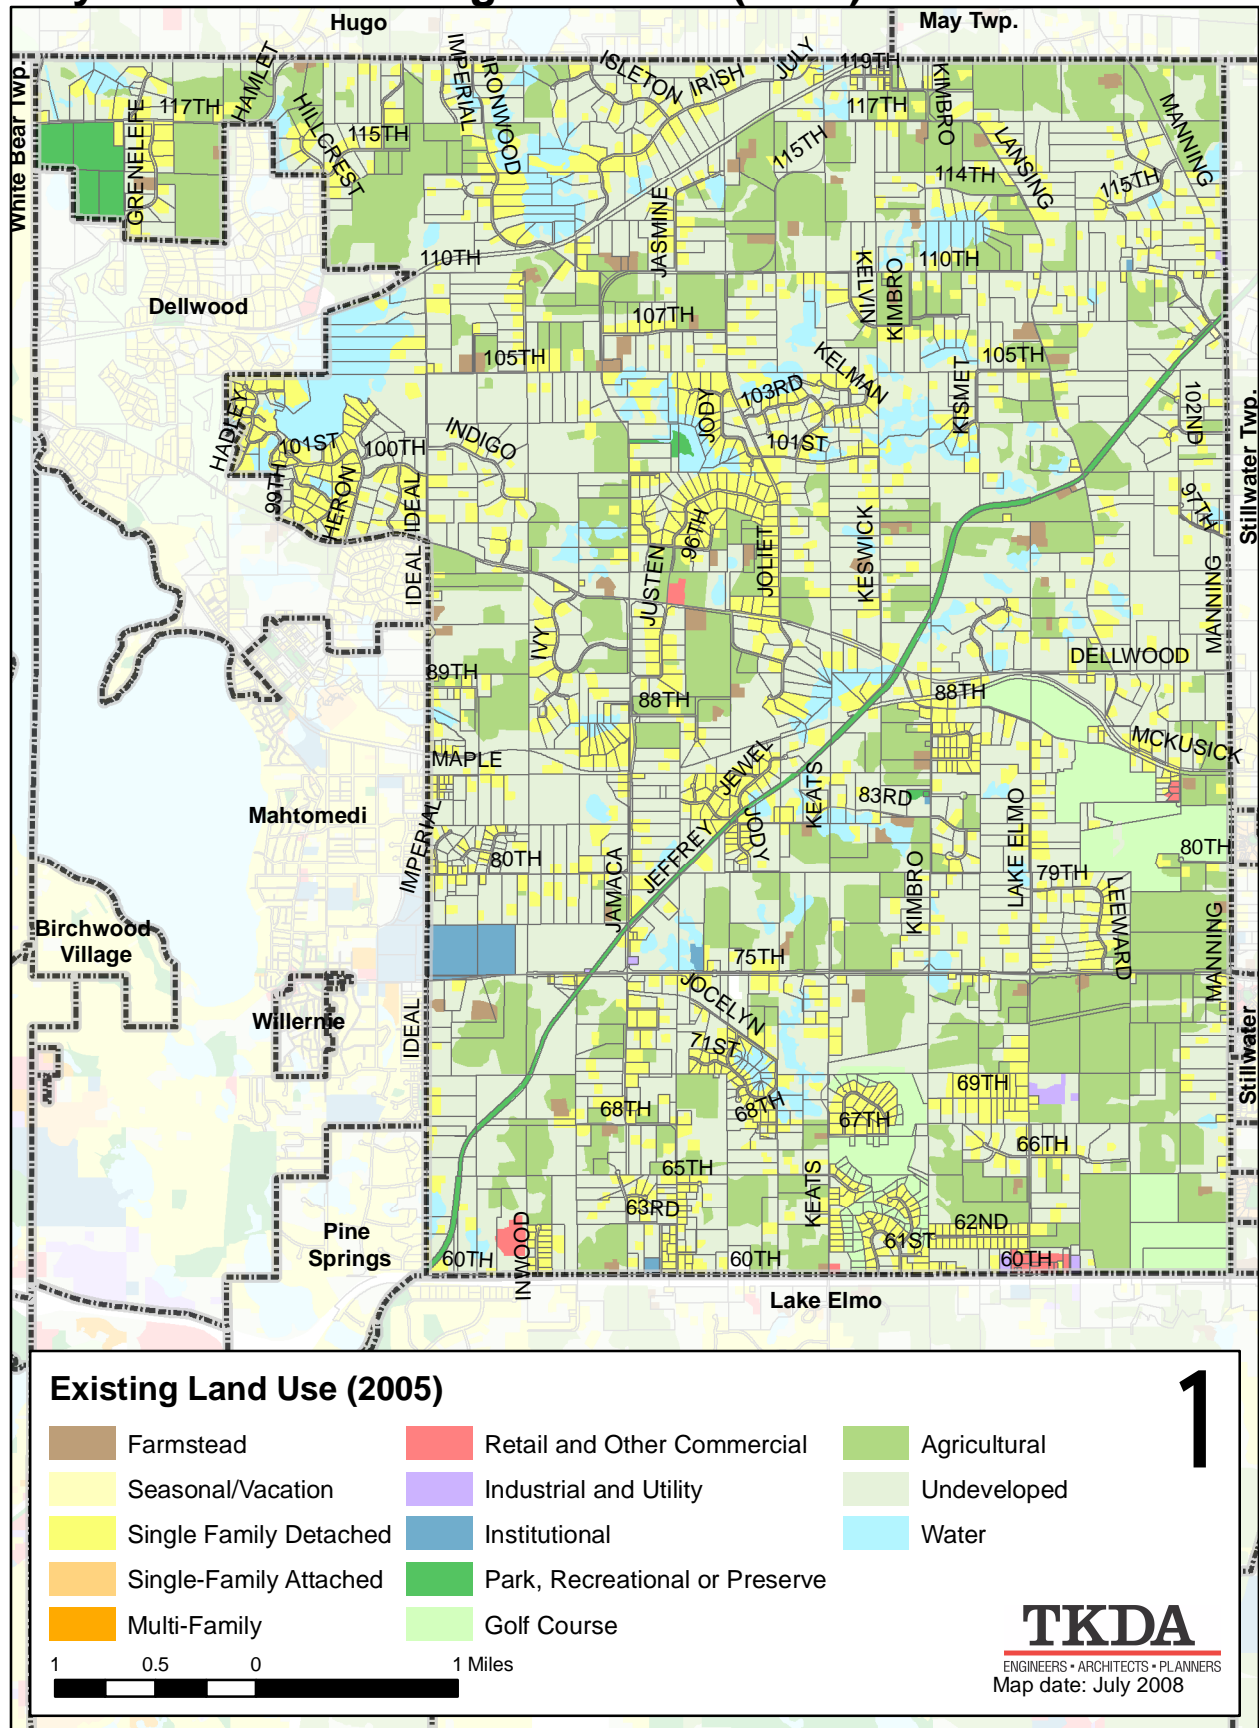 Hugo
May Twp.
White Bear Twp.
119TH
117TH
HAMLET
GRENELEFE
HILLCREST
115TH
IMPERIAL
IRONWOOD
ISLETON
IRISH
JULY
117TH
KIMBRO
MANNING
115TH
LANSING
114TH
115TH
JASMINE
110TH
110TH
KELVIN
KIMBRO
Dellwood
107TH
105TH
105TH
KELMAN
103RD
JODY
KISMET
102ND
HADLEY
101ST
100TH
INDIGO
101ST
Stillwater Twp.
99TH
HERON
IDEAL
97TH
96TH
IDEAL
JUSTEN
JOLIET
KESWICK
MANNING
IVY
89TH
DELLWOOD
88TH
88TH
MAPLE
JEWEL
MCKUSICK
KEATS
83RD
Mahtomedi
IMPERIAL
JODY
LAKE ELMO
80TH
80TH
JEFFREY
JAMACA
KIMBRO
79TH
LEEWARD
MANNING
Birchwood
Village
75TH
JOCELYN
Willernie
IDEAL
71ST
Stillwater
69TH
68TH
68TH
67TH
66TH
65TH
KEATS
63RD
62ND
61ST
Pine
Springs
INWOOD
60TH
60TH
60TH
Lake Elmo
Existing Land Use (2005)
1
Farmstead
Seasonal/Vacation
Single Family Detached
Single-Family Attached
Multi-Family
Retail and Other Commercial
Industrial and Utility
Institutional
Park, Recreational or Preserve
Golf Course
Agricultural
Undeveloped
Water
1 0.5 0 1 Miles
TKDA
ENGINEERS • ARCHITECTS • PLANNERS
Map date: July 2008